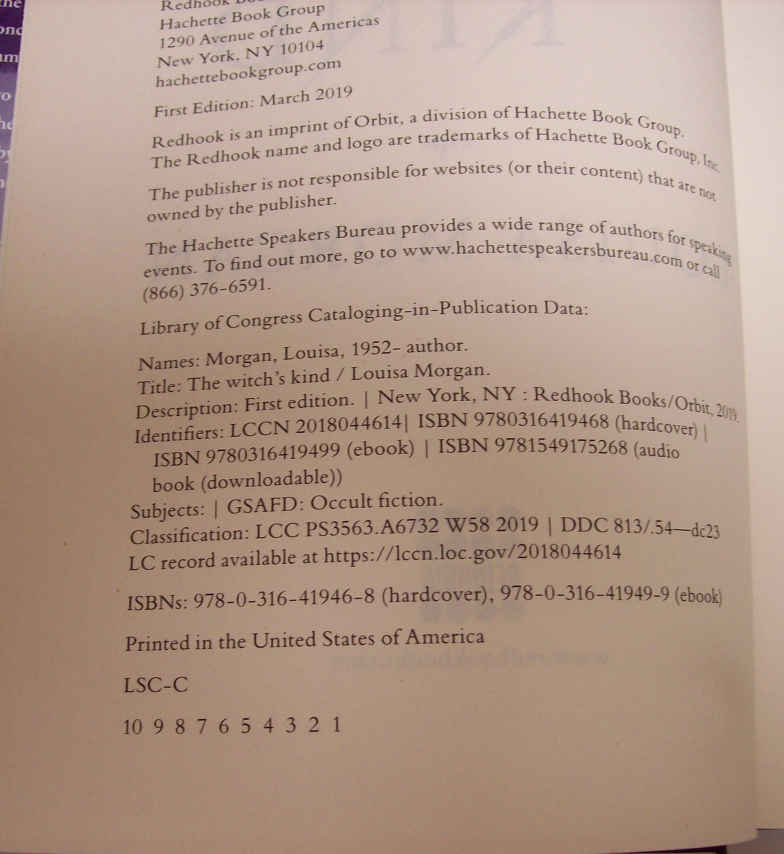 Redhook
Hachette Book Group
1290 Avenue of the Americas
New York, NY 10104
hachettebookgroup.com
First Edition: March 2019
Redhook is an imprint of Orbit, a division of Hachette Book Group.
The Redhook name and logo are trademarks of Hachette Book Group, Inc.
The publisher is not responsible for websites (or their content) that are not
owned by the publisher.
The Hachette Speakers Bureau provides a wide range of authors for speaking
events. To find out more, go to www.hachettespeakersbureau.com or call
(866) 376-6591.
Library of Congress Cataloging-in-Publication Data:
Names: Morgan, Louisa, 1952- author.
Title: The witch's kind / Louisa Morgan.
Description: First edition. | New York, NY : Redhook Books/Orbit, 2019.
Identifiers: LCCN 2018044614| ISBN 9780316419468 (hardcover) |
ISBN 9780316419499 (ebook) | ISBN 9781549175268 (audio
book (downloadable))
Subjects: | GSAFD: Occult fiction.
Classification: LCC PS3563.A6732 W58 2019 | DDC 813/.54—dc23
LC record available at https://lccn.loc.gov/2018044614
ISBNs: 978-0-316-41946-8 (hardcover), 978-0-316-41949-9 (ebook)
Printed in the United States of America
LSC-C
10 9 8 7 6 5 4 3 2 1